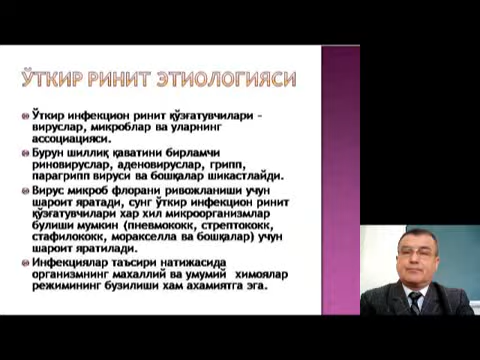 ЎТКИР РИНИТ ЭТИОЛОГИЯСИ
Ўткир инфекцион ринит қўзғатувчилари –
вируслар, микроблар ва уларнинг
ассоциацияси.
Бурун шиллиқ қаватини бирламчи
риновируслар, аденовируслар, грипп,
парагрипп вируси ва бошқалар шикастлайди.
Вирус микроб флорани ривожланиши учун
шароит яратади, сунг ўткир инфекцион ринит
қўзғатувчилари хар хил микроорганизмлар
булиши мумкин (пневмококк, стрептококк,
стафилококк, моракселла ва бошқалар) учун
шароит яратилади.
Инфекциялар таъсири натижасида
организмнинг махаллий ва умумий химоялар
режимининг бузилиши хам ахамиятга эга.